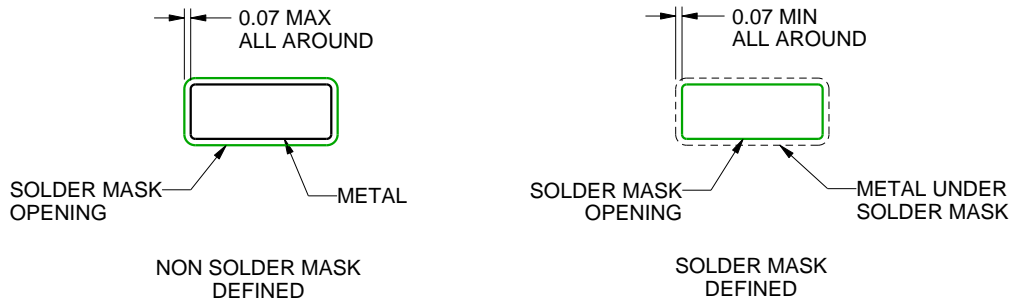 0.07 MAX
ALL AROUND
SOLDER MASK
OPENING
METAL
NON SOLDER MASK
DEFINED
0.07 MIN
ALL AROUND
SOLDER MASK
OPENING
METAL UNDER
SOLDER MASK
SOLDER MASK
DEFINED